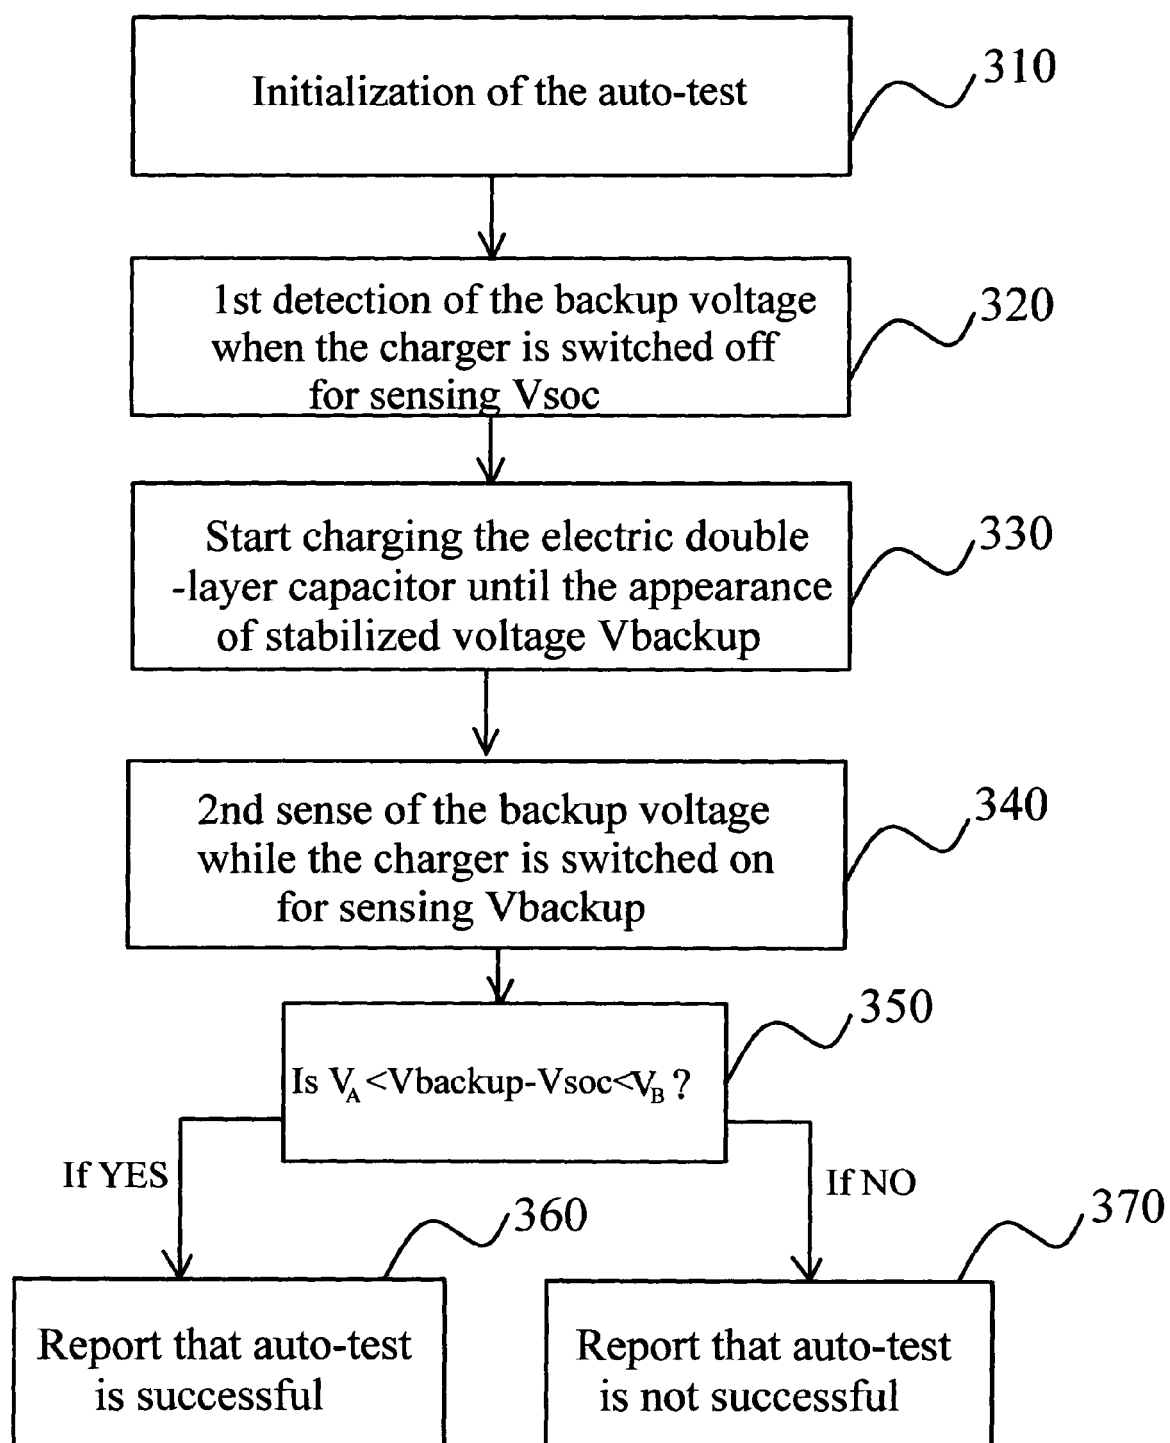 Initialization of the auto-test
310
1st detection of the backup voltage
when the charger is switched off
for sensing Vsoc
320
Start charging the electric double
-layer capacitor until the appearance
of stabilized voltage Vbackup
330
2nd sense of the backup voltage
while the charger is switched on
for sensing Vbackup
340
Is VA<Vbackup-Vsoc<VB?
350
If YES
If NO
360
370
Report that auto-test
is successful
Report that auto-test
is not successful